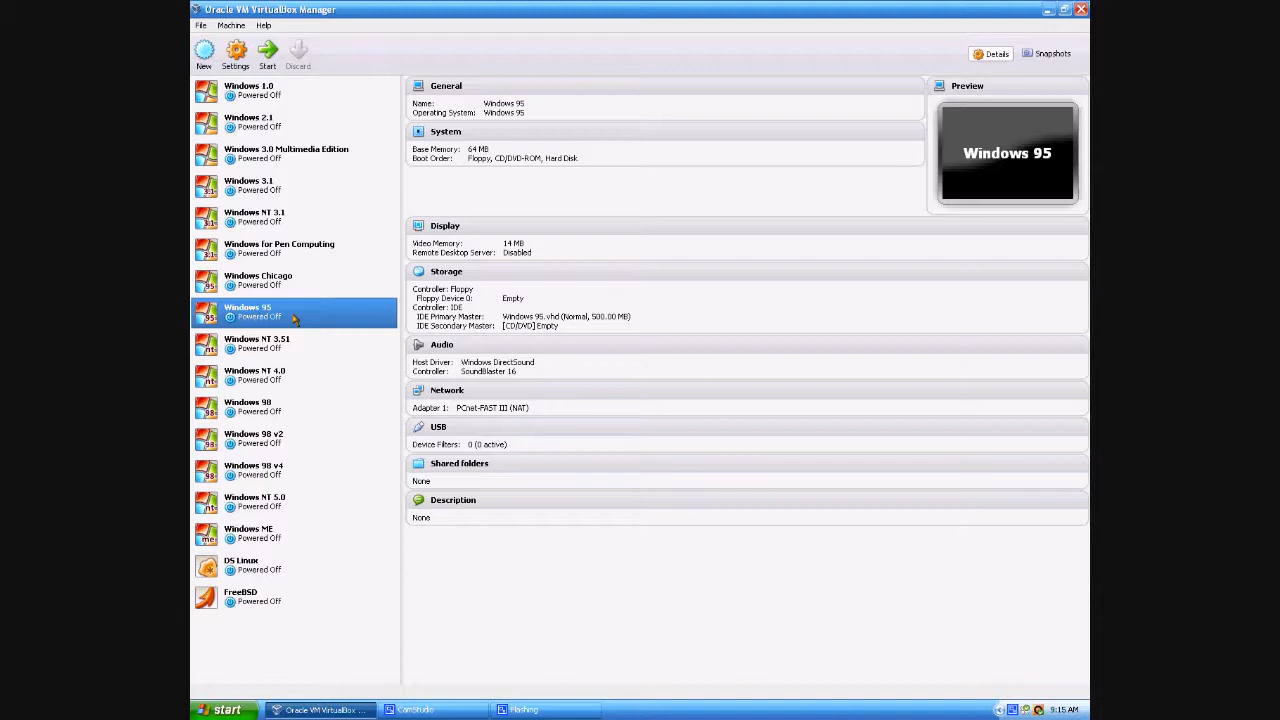 Oracle VM VirtualBox Manager
File Machine Help
New Settings Start Discard
Details Snapshots
Windows 1.0
Powered Off
Windows 2.1
Powered Off
Windows 3.0 Multimedia Edition
Powered Off
Windows 3.1
Powered Off
Windows NT 3.1
Powered Off
Windows for Pen Computing
Powered Off
Windows Chicago
Powered Off
Windows 95
Powered Off
Windows NT 3.51
Powered Off
Windows NT 4.0
Powered Off
Windows 98
Powered Off
Windows 98 v2
Powered Off
Windows 98 v4
Powered Off
Windows NT 5.0
Powered Off
Windows ME
Powered Off
DS Linux
Powered Off
FreeBSD
Powered Off
General
Name: Windows 95
Operating System: Windows 95
System
Base Memory: 64 MB
Boot Order: Floppy, CD/DVD-ROM, Hard Disk
Preview
Windows 95
Display
Video Memory: 14 MB
Remote Desktop Server: Disabled
Storage
Controller: Floppy
Floppy Device 0: Empty
Controller: IDE
IDE Primary Master: Windows 95.vhd (Normal, 500.00 MB)
IDE Secondary Master: [CD/DVD] Empty
Audio
Host Driver: Windows DirectSound
Controller: SoundBlaster 16
Network
Adapter 1: PCnet-FAST III (NAT)
USB
Device Filters: 0 (0 active)
Shared folders
None
Description
None
start Oracle VM VirtualBox ... CamStudio Flashing 9:15 AM